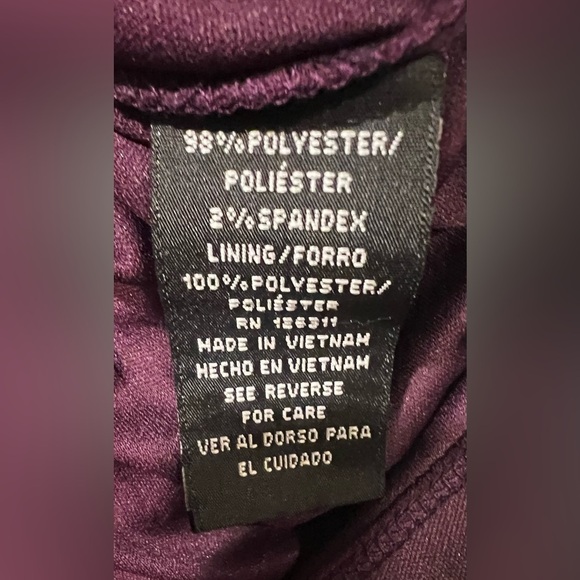 98%POLYESTER/
POLIÉSTER
2%SPANDEX
LINING/FORRO
100%POLYESTER/
POLIÉSTER
RN 126311
MADE IN VIETNAM
HECHO EN VIETNAM
SEE REVERSE
FOR CARE
VER AL DORSO PARA
EL CUIDADO